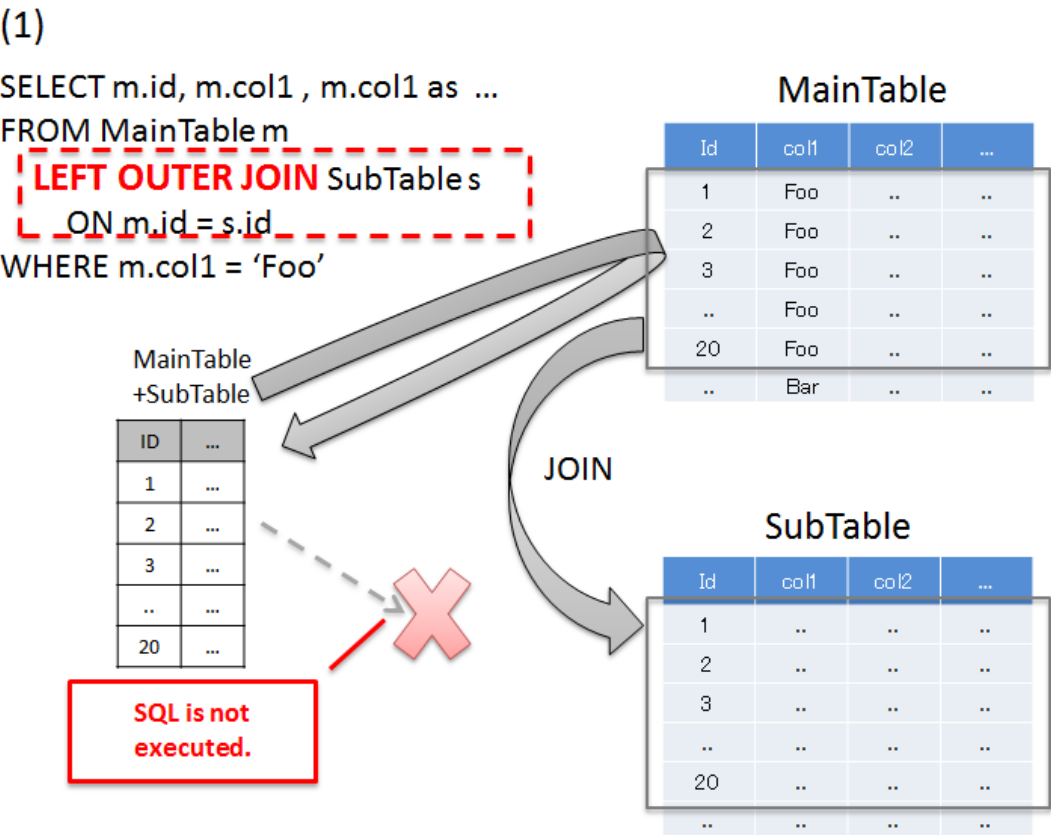 (1)
SELECT m.id, m.col1 , m.col1 as ...
FROM MainTable m
LEFT OUTER JOIN SubTable s
ON m.id = s.id
WHERE m.col1 = ‘Foo’
MainTable
Id col1 col2 ...
1 Foo .. ..
2 Foo .. ..
3 Foo .. ..
.. Foo .. ..
20 Foo .. ..
.. Bar .. ..
MainTable
+SubTable
ID ...
1 ...
2 ...
3 ...
.. ...
20 ...
JOIN
SQL is not
executed.
SubTable
Id col1 col2 ...
1 .. .. ..
2 .. .. ..
3 .. .. ..
.. .. .. ..
20 .. .. ..
.. .. .. ..